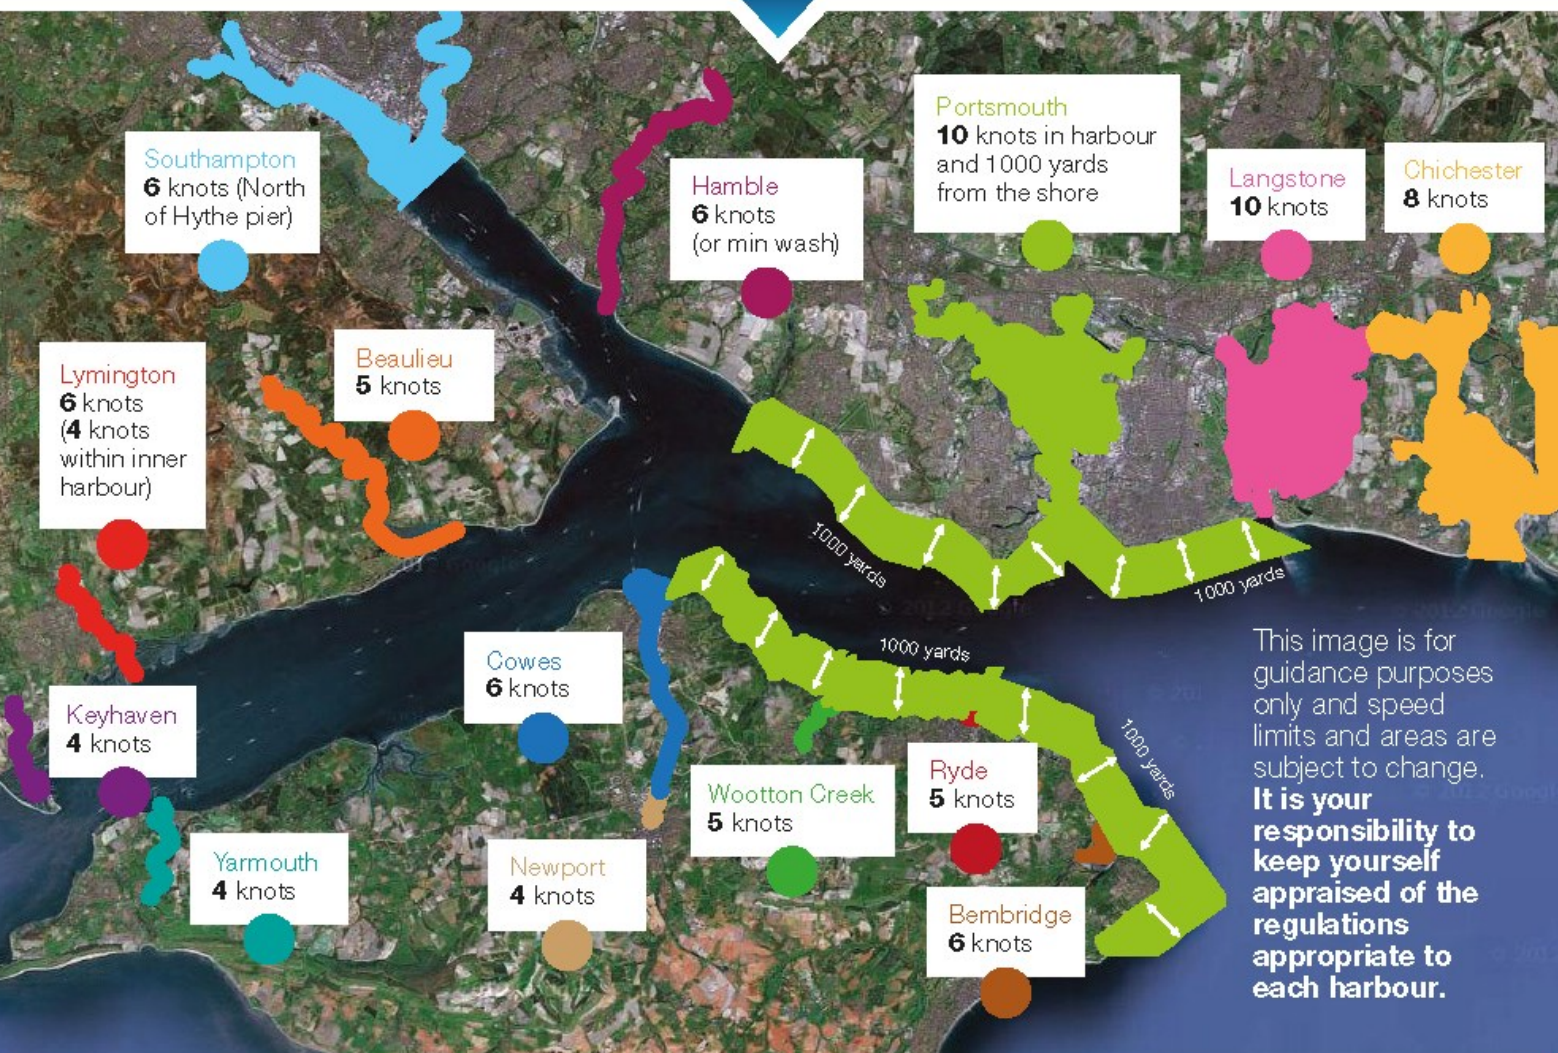 Southampton
6 knots (North
of Hythe pier)
Hamble
6 knots
(or min wash)
Portsmouth
10 knots in harbour
and 1000 yards
from the shore
Langstone
10 knots
Chichester
8 knots
Lymington
6 knots
(4 knots
within inner
harbour)
Beaulieu
5 knots
1000 yards
1000 yards
1000 yards
1000 yards
Cowes
6 knots
Keyhaven
4 knots
Yarmouth
4 knots
Newport
4 knots
Wootton Creek
5 knots
Ryde
5 knots
Bembridge
6 knots
This image is for
guidance purposes
only and speed
limits and areas are
subject to change.
It is your
responsibility to
keep yourself
appraised of the
regulations
appropriate to
each harbour.